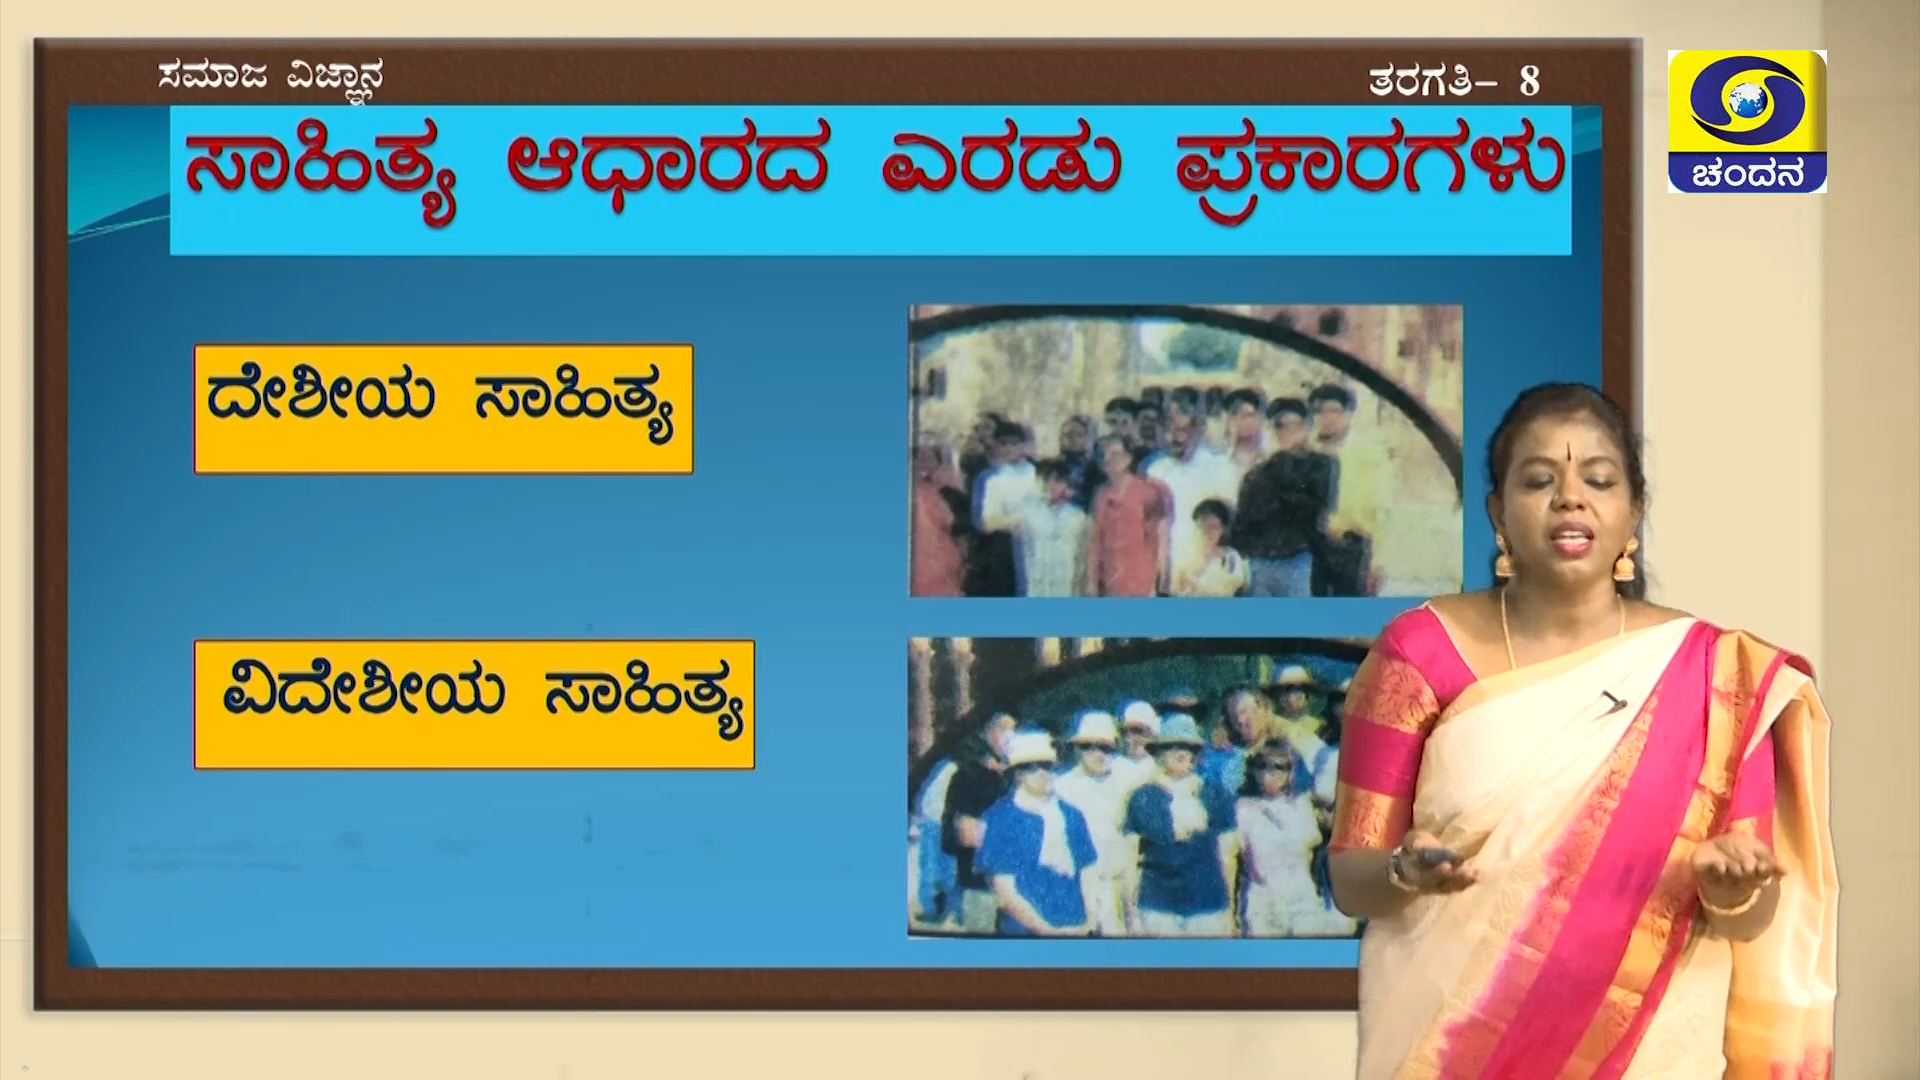 ಸಮಾಜ ವಿಜ್ಞಾನ
ತರಗತಿ– 8
ಸಾಹಿತ್ಯ ಆಧಾರದ ಎರಡು ಪ್ರಕಾರಗಳು
ದೇಶೀಯ ಸಾಹಿತ್ಯ
ವಿದೇಶೀಯ ಸಾಹಿತ್ಯ
ಚಂದನ